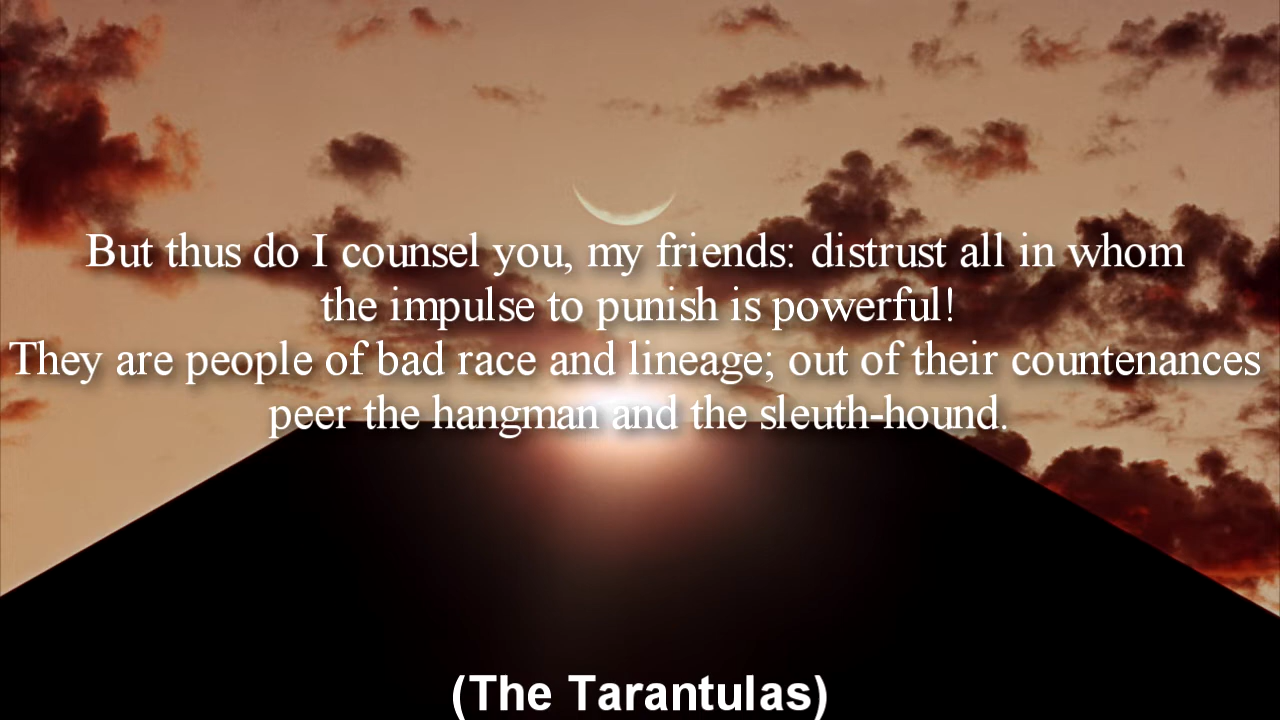 But thus do I counsel you, my friends: distrust all in whom
the impulse to punish is powerful!
They are people of bad race and lineage; out of their countenances
peer the hangman and the sleuth-hound.
(The Tarantulas)